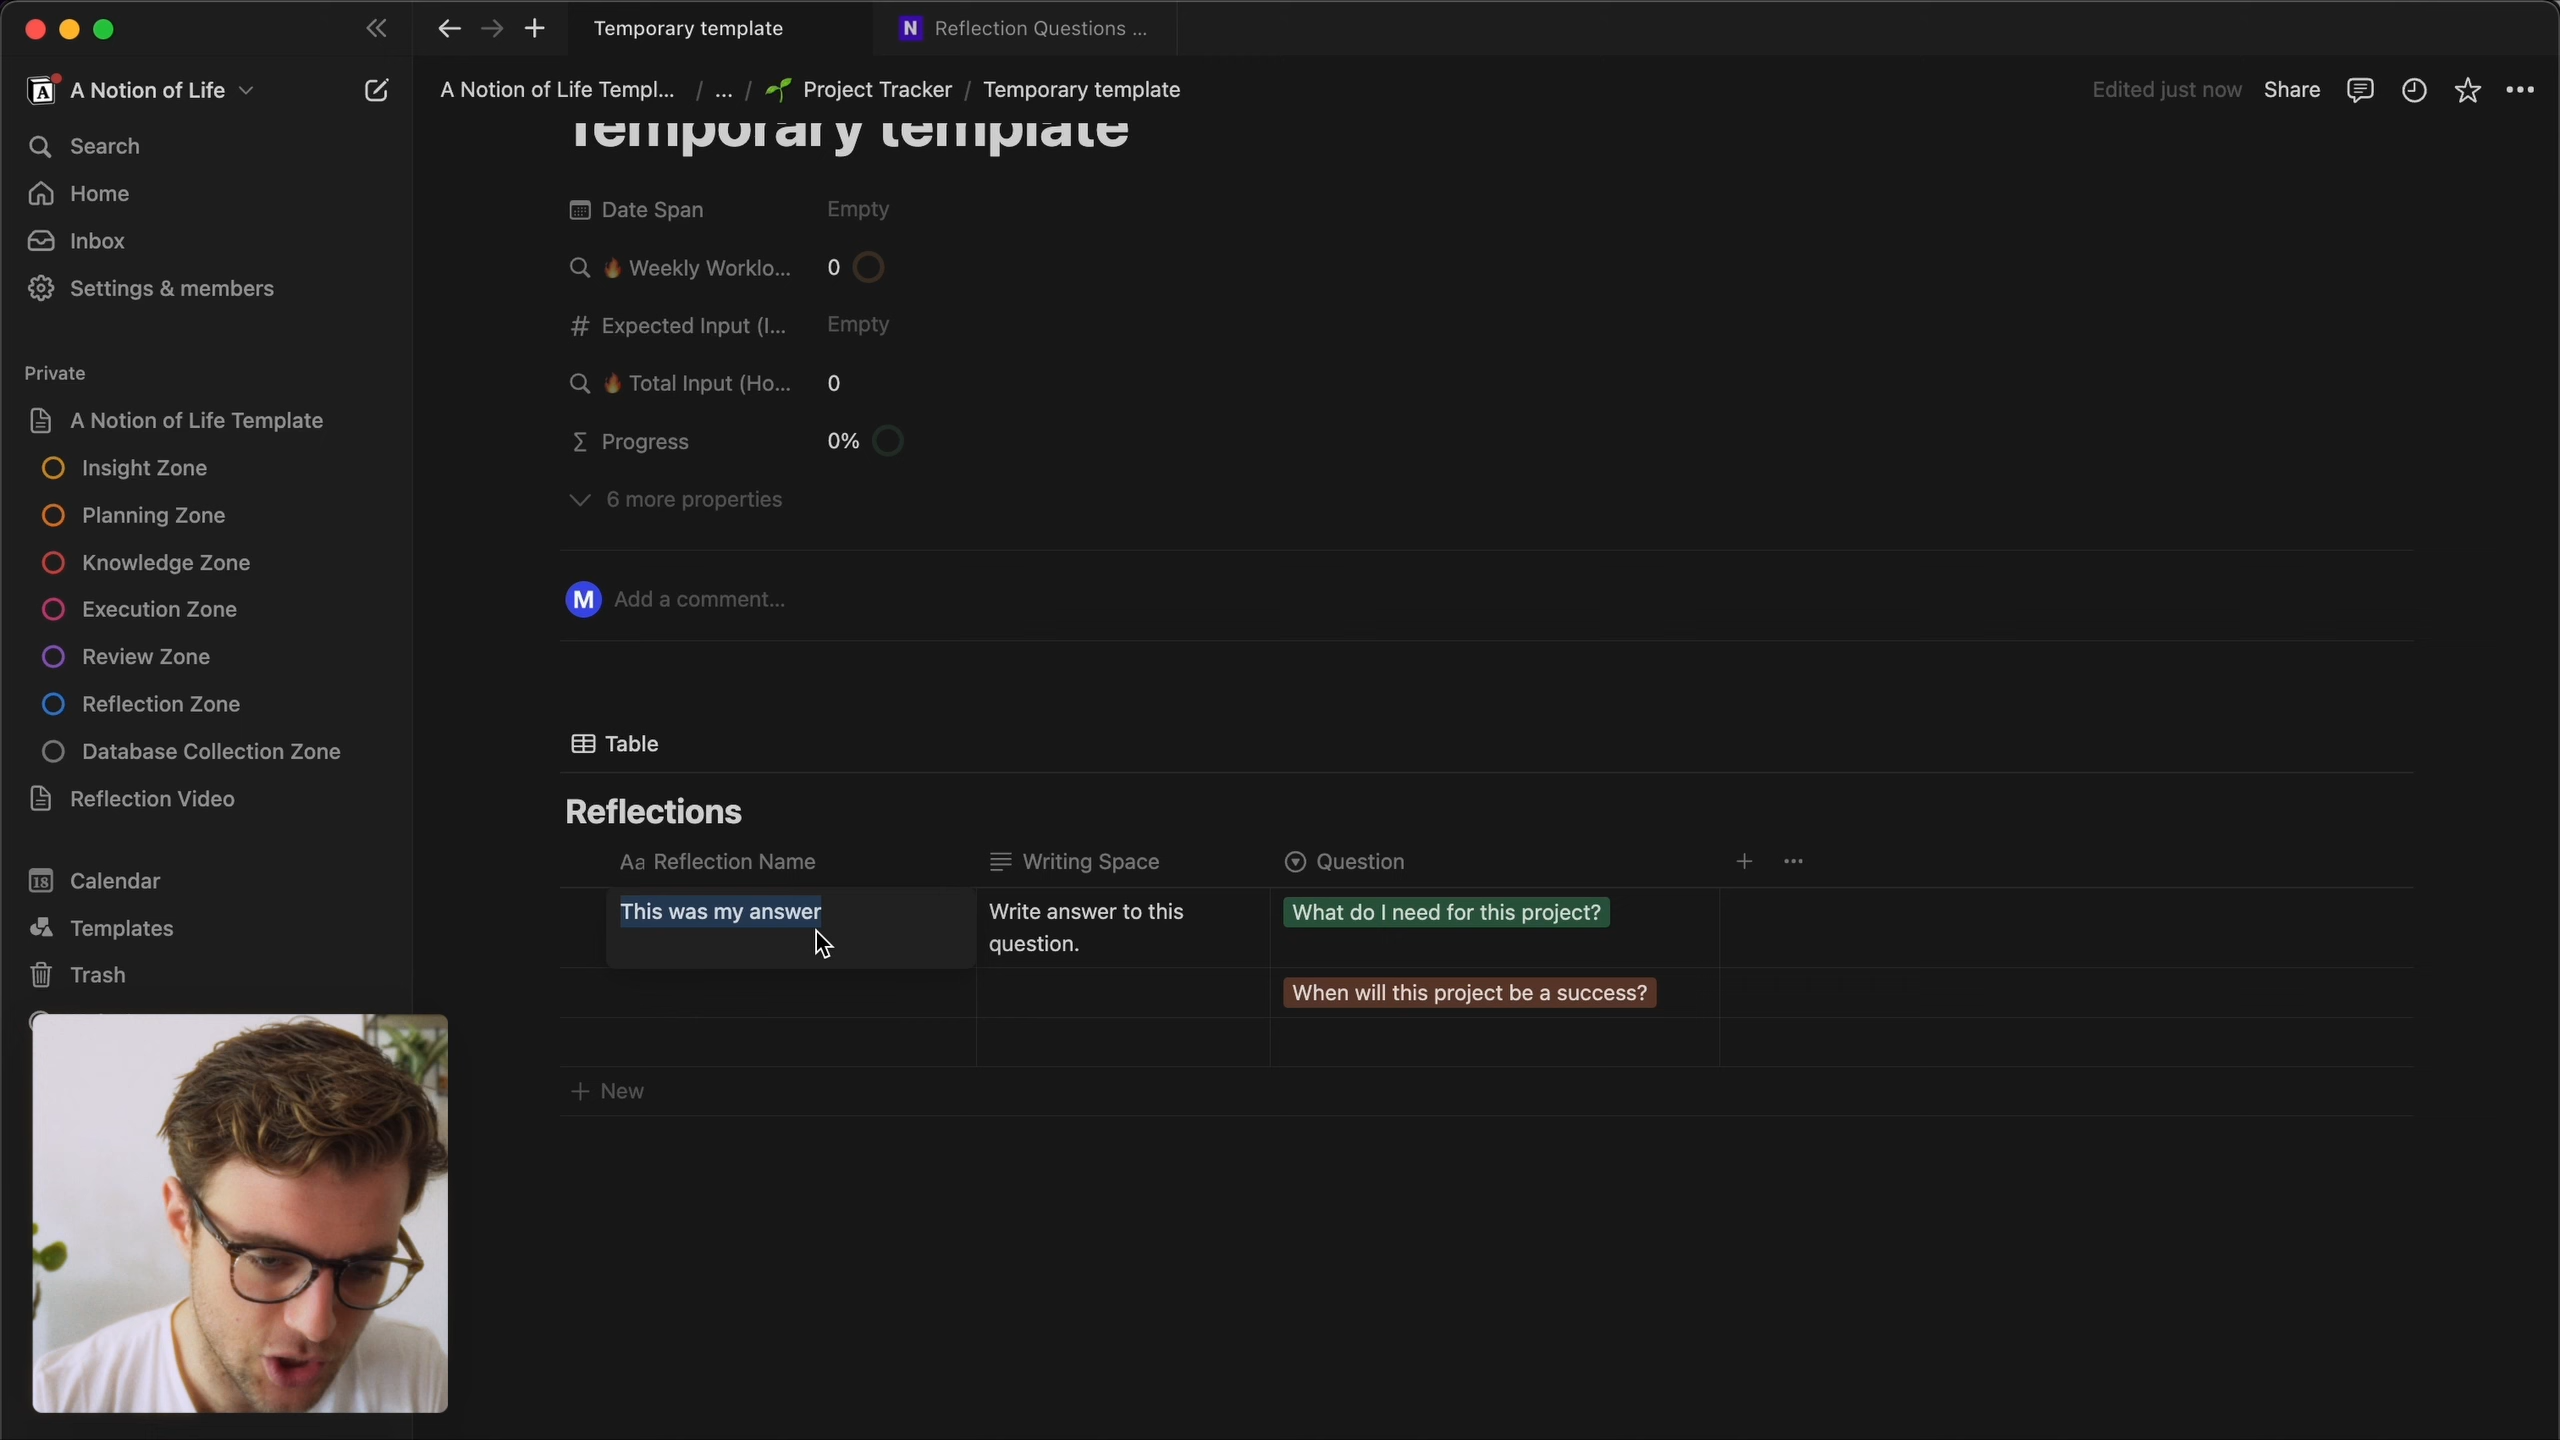 Temporary template
N Reflection Questions ...
A A Notion of Life
A Notion of Life Templ... / ... / Project Tracker / Temporary template
Edited just now Share
Search
Home
Inbox
Settings & members
Private
A Notion of Life Template
Insight Zone
Planning Zone
Knowledge Zone
Execution Zone
Review Zone
Reflection Zone
Database Collection Zone
Reflection Video
18 Calendar
Templates
Trash
Temporary template
Date Span Empty
Weekly Worklo... 0
# Expected Input (I... Empty
Total Input (Ho... 0
Σ Progress 0%
6 more properties
M Add a comment...
Table
Reflections
Aa Reflection Name Writing Space Question
This was my answer Write answer to this What do I need for this project?
question.
When will this project be a success?
+ New